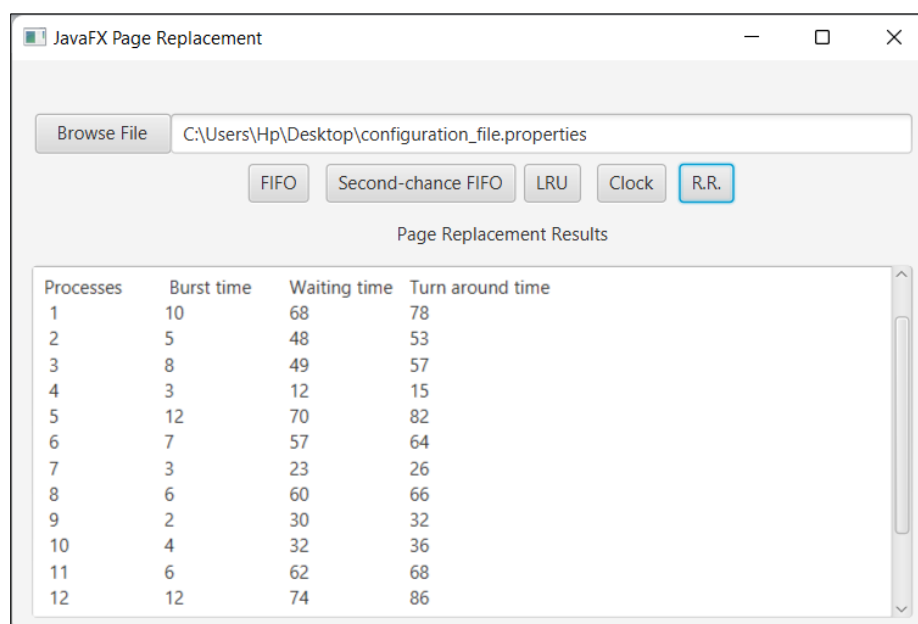 JavaFX Page Replacement
Browse File C:\Users\Hp\Desktop\configuration_file.properties
FIFO Second-chance FIFO LRU Clock R.R.
Page Replacement Results
Processes Burst time Waiting time Turn around time
1 10 68 78
2 5 48 53
3 8 49 57
4 3 12 15
5 12 70 82
6 7 57 64
7 3 23 26
8 6 60 66
9 2 30 32
10 4 32 36
11 6 62 68
12 12 74 86